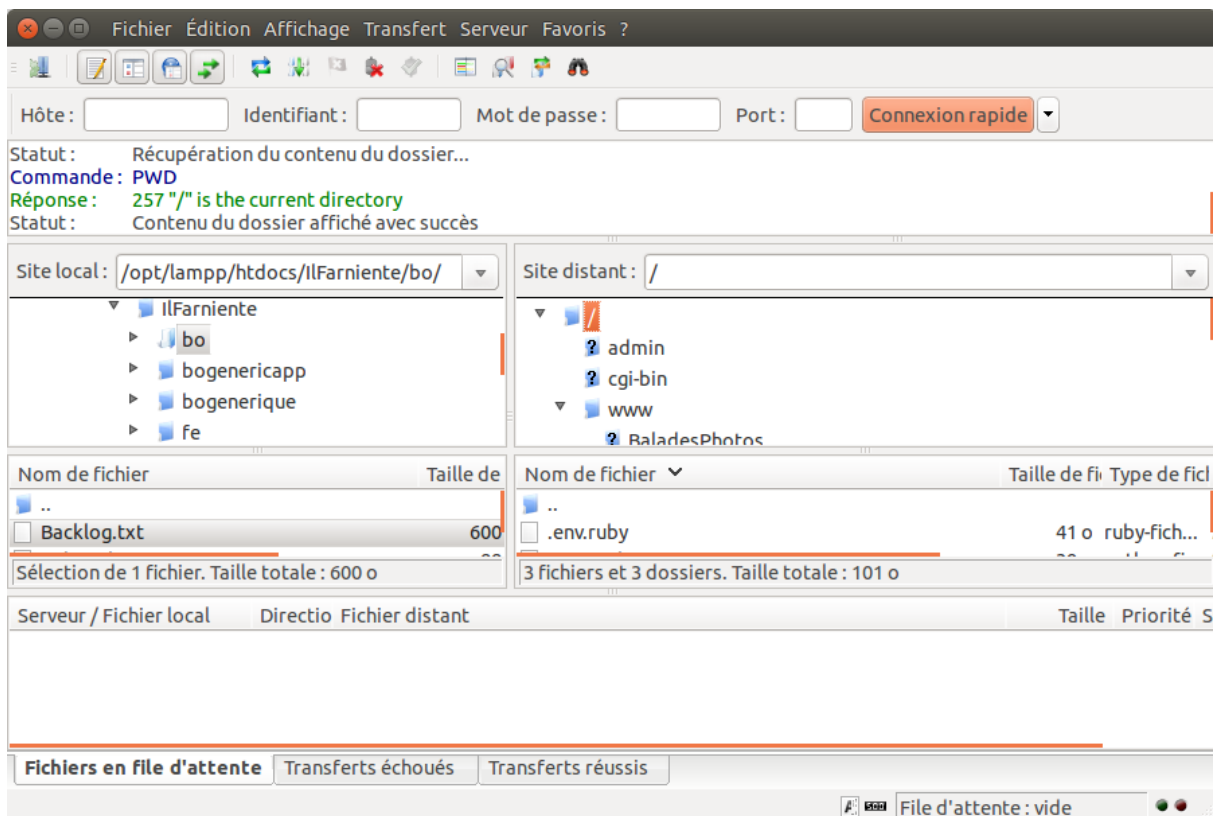 Fichier Édition Affichage Transfert Serveur Favoris ?
Hôte : Identifiant : Mot de passe : Port : Connexion rapide
Statut : Récupération du contenu du dossier...
Commande : PWD
Réponse : 257 "/" is the current directory
Statut : Contenu du dossier affiché avec succès
Site local : /opt/lampp/htdocs/IlFarniente/bo/
IlFarniente
bo
bogenericapp
bogenerique
fe
Site distant : /
/
admin
cgi-bin
www
BaladesPhotos
Nom de fichier Taille de
..
Backlog.txt 600
Sélection de 1 fichier. Taille totale : 600 o
Nom de fichier Taille de fi Type de fich
..
.env.ruby 41 o ruby-fich...
3 fichiers et 3 dossiers. Taille totale : 101 o
Serveur / Fichier local Directio Fichier distant Taille Priorité S
Fichiers en file d'attente Transferts échoués Transferts réussis
File d'attente : vide